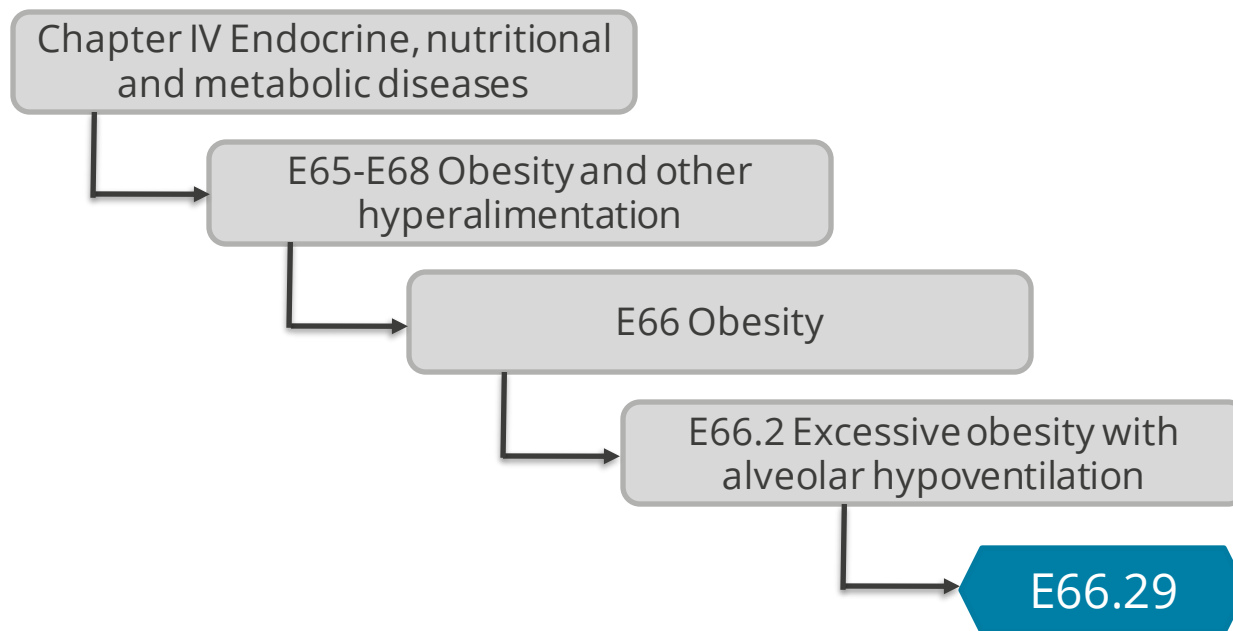 Chapter IV Endocrine, nutritional
and metabolic diseases
E65-E68 Obesity and other
hyperalimentation
E66 Obesity
E66.2 Excessive obesity with
alveolar hypoventilation
E66.29